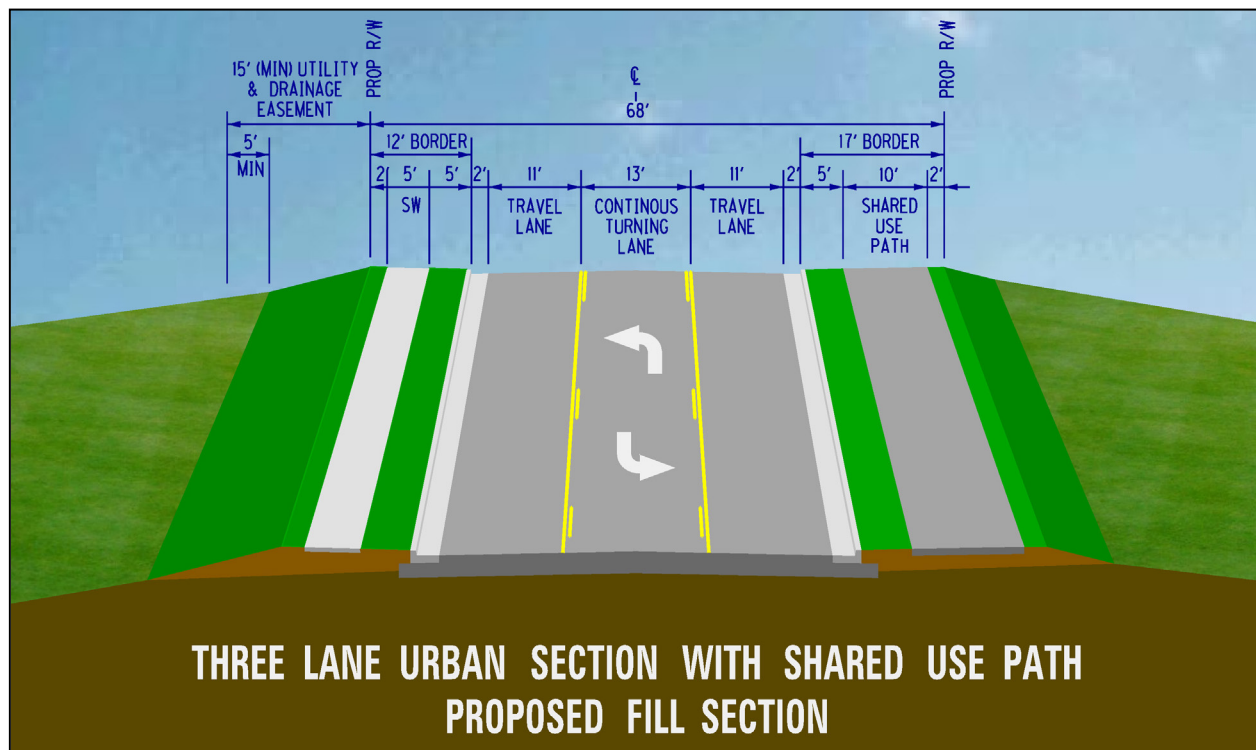 PROP R/W
PROP R/W
15' (MIN) UTILITY
& DRAINAGE
EASEMENT
℄
68'
5'
MIN
12' BORDER
17' BORDER
2' 5' 5' 2' 11' 13' 11' 2' 5' 10' 2'
SW
TRAVEL
LANE
CONTINOUS
TURNING
LANE
TRAVEL
LANE
SHARED
USE
PATH
THREE LANE URBAN SECTION WITH SHARED USE PATH
PROPOSED FILL SECTION